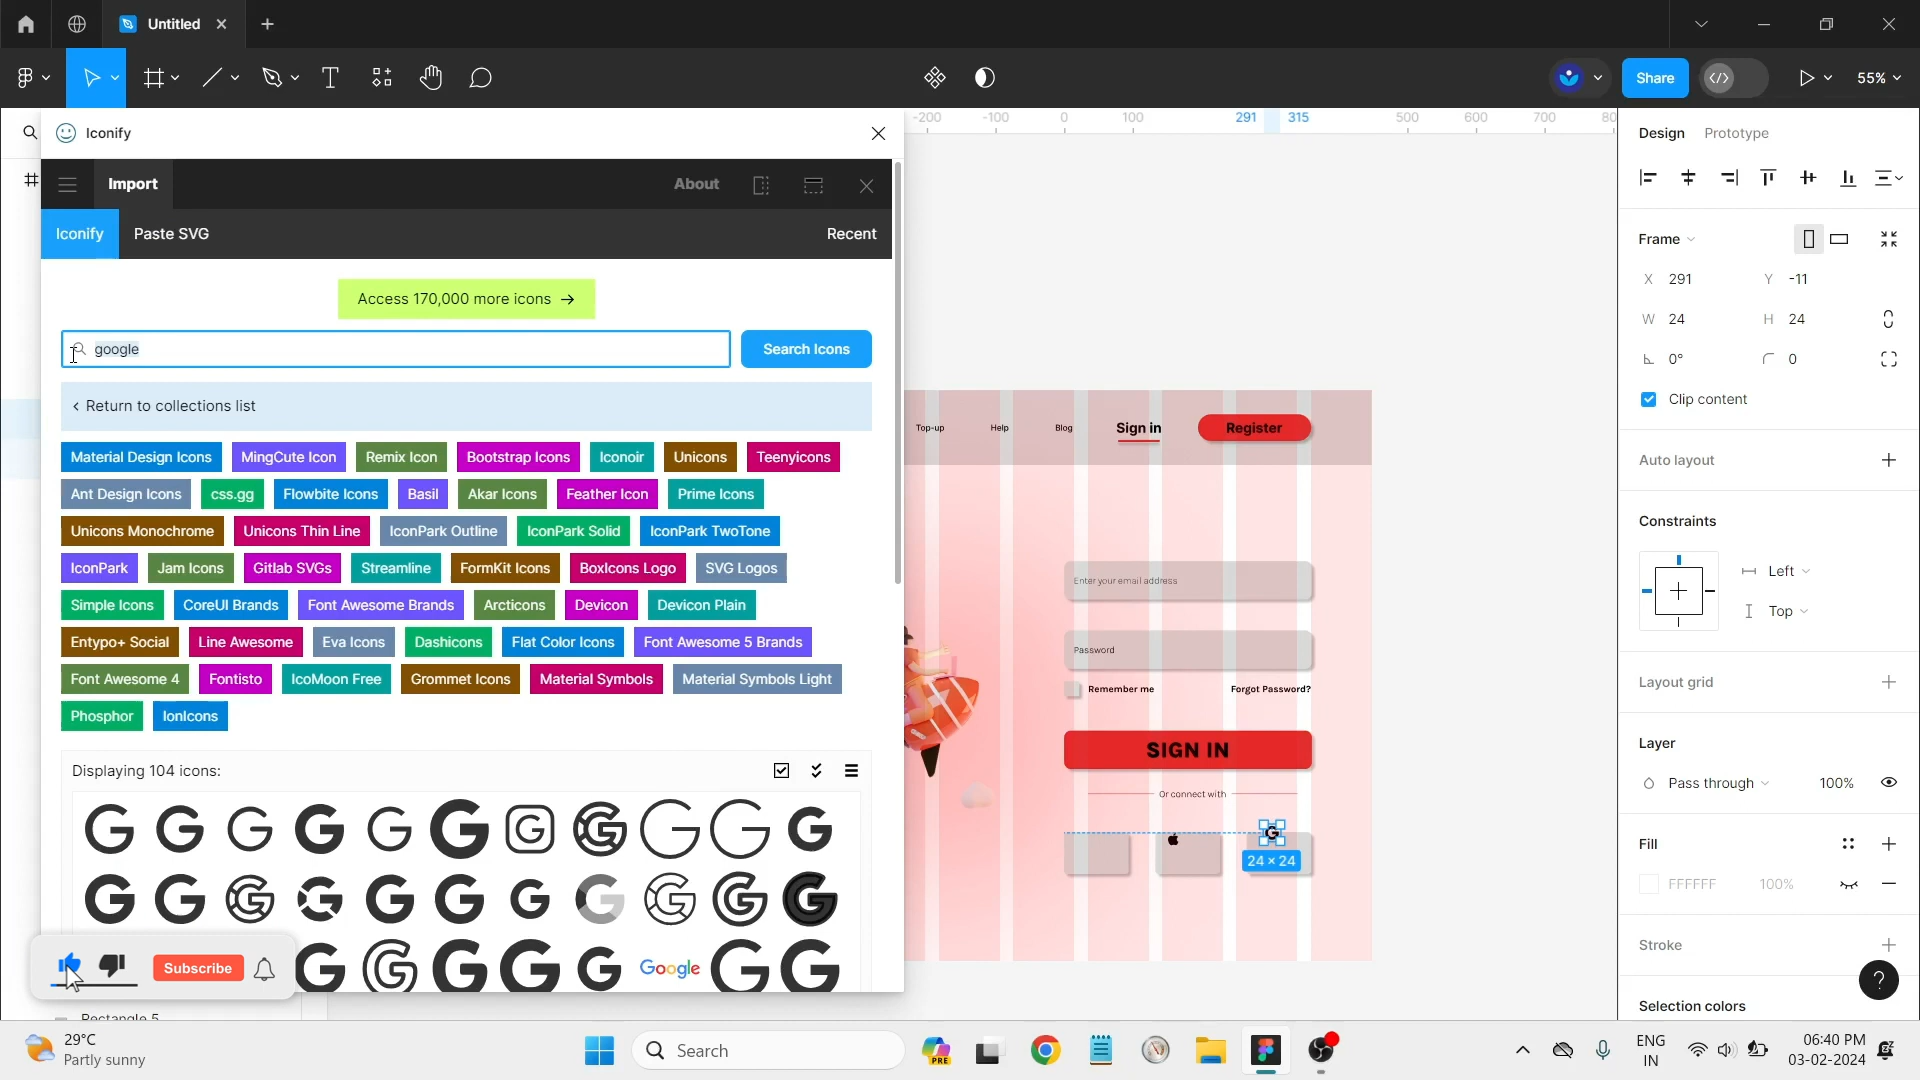 Untitled
Share
55%
Iconify
-200
-100
0
100
291
315
500
600
700
80
Design
Prototype
Import
About
Iconify
Paste SVG
Recent
Frame
X 291
Y -11
W 24
H 24
0°
0
Clip content
Access 170,000 more icons →
google
Search Icons
< Return to collections list
Material Design Icons
MingCute Icon
Remix Icon
Bootstrap Icons
Iconoir
Unicons
Teenyicons
Ant Design Icons
css.gg
Flowbite Icons
Basil
Akar Icons
Feather Icon
Prime Icons
Unicons Monochrome
Unicons Thin Line
IconPark Outline
IconPark Solid
IconPark TwoTone
IconPark
Jam Icons
Gitlab SVGs
Streamline
FormKit Icons
BoxIcons Logo
SVG Logos
Simple Icons
CoreUI Brands
Font Awesome Brands
Arcticons
Devicon
Devicon Plain
Entypo+ Social
Line Awesome
Eva Icons
Dashicons
Flat Color Icons
Font Awesome 5 Brands
Font Awesome 4
Fontisto
IcoMoon Free
Grommet Icons
Material Symbols
Material Symbols Light
Phosphor
IonIcons
Displaying 104 icons:
Google
Subscribe
Rectangle 5
Top-up
Help
Blog
Sign in
Register
Enter your email address
Password
Remember me
Forgot Password?
SIGN IN
Or connect with
24 × 24
Auto layout
Constraints
Left
Top
Layout grid
Layer
Pass through
100%
Fill
FFFFFF
100%
Stroke
Selection colors
?
29°C
Partly sunny
Search
PRE
ENG
IN
06:40 PM
03-02-2024